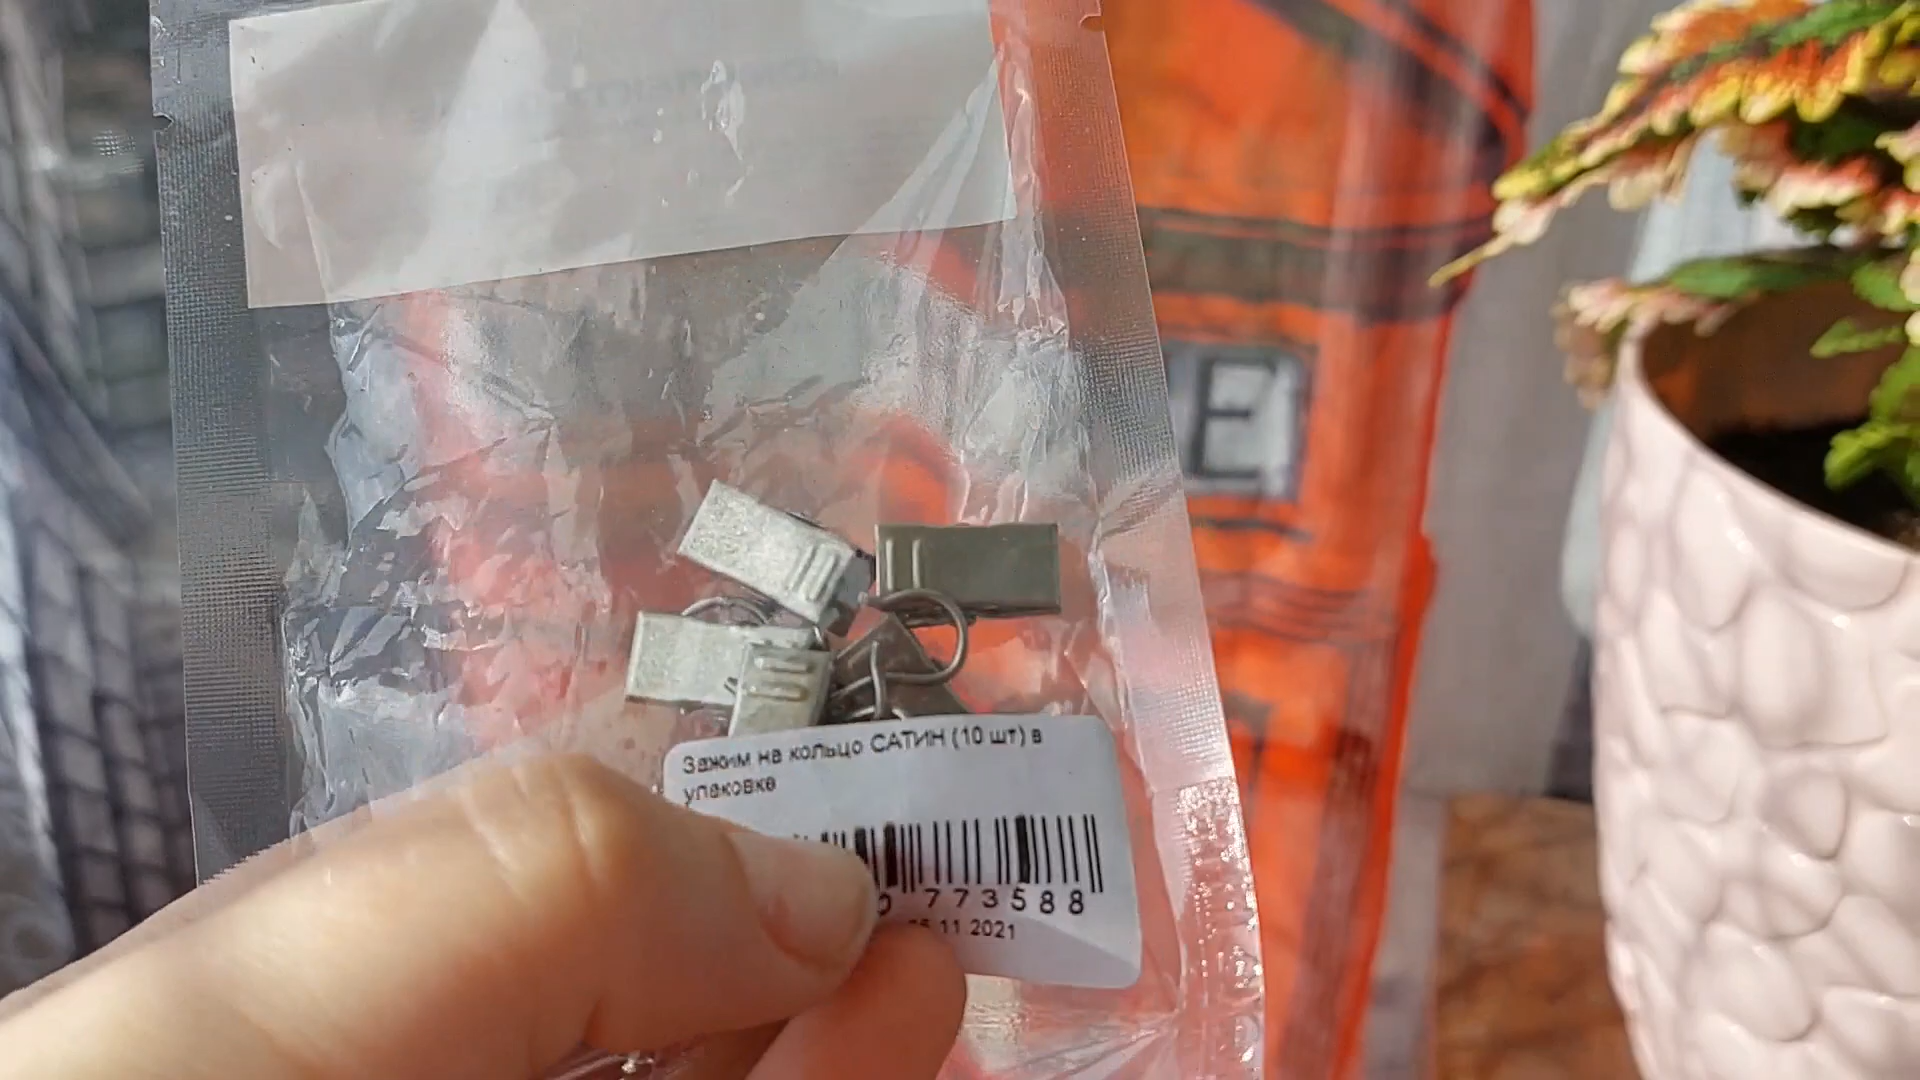 E
Зажим на кольцо САТИН (10 шт) в
упаковке
773588
11 2021